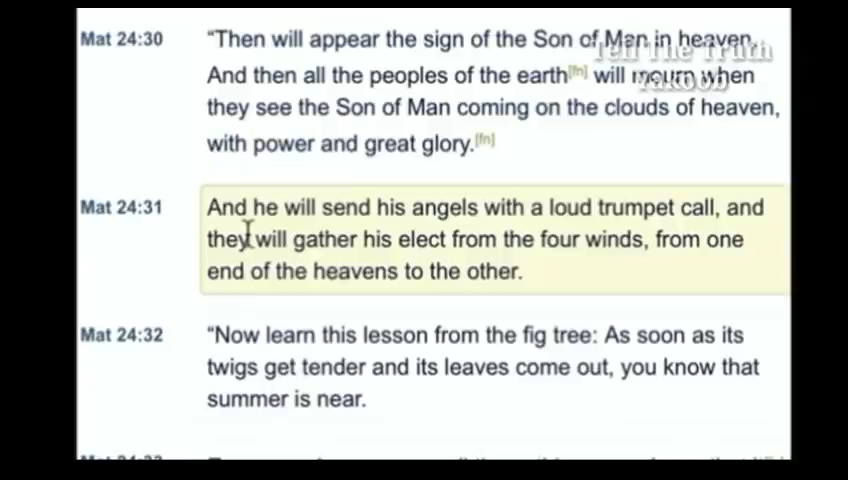 Mat 24:30 “Then will appear the sign of the Son of Man in heaven.
And then all the peoples of the earth[fn] will mourn when
they see the Son of Man coming on the clouds of heaven,
with power and great glory.[fn]
Tell The Truth
Yakoob
Mat 24:31 And he will send his angels with a loud trumpet call, and
they will gather his elect from the four winds, from one
end of the heavens to the other.
Mat 24:32 “Now learn this lesson from the fig tree: As soon as its
twigs get tender and its leaves come out, you know that
summer is near.